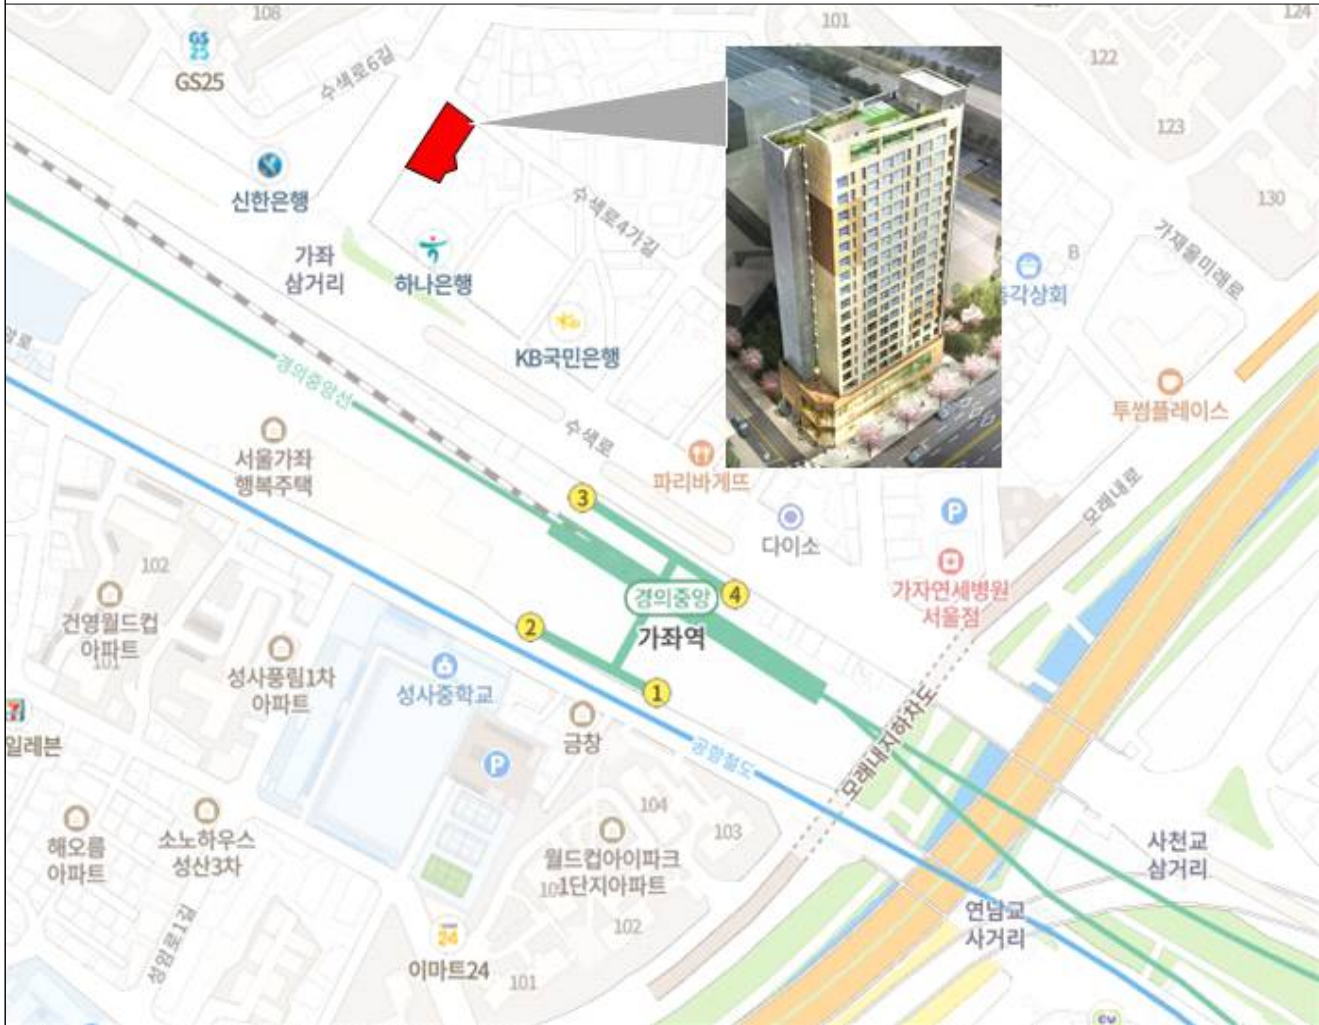 108
101
124
GS
25
GS25
수색로6길
122
123
130
신한은행
수색로4가길
가재울미래로
가좌
삼거리
하나은행
B
KB국민은행
경의중앙선
투썸플레이스
수색로
서울가좌
행복주택
파리바게뜨
모래내로
3
P
다이소
102
4
경의중앙
가자연세병원
서울점
건영월드컵
아파트
101
2
가좌역
성사풍림1차
아파트
성사중학교
1
7
일레븐
금창
공항철도
P
모래내지하차도
104
103
해오름
아파트
소노하우스
성산3차
월드컵아이파크
1단지아파트
사천교
삼거리
102
연남교
사거리
성암로1길
24
이마트24
101